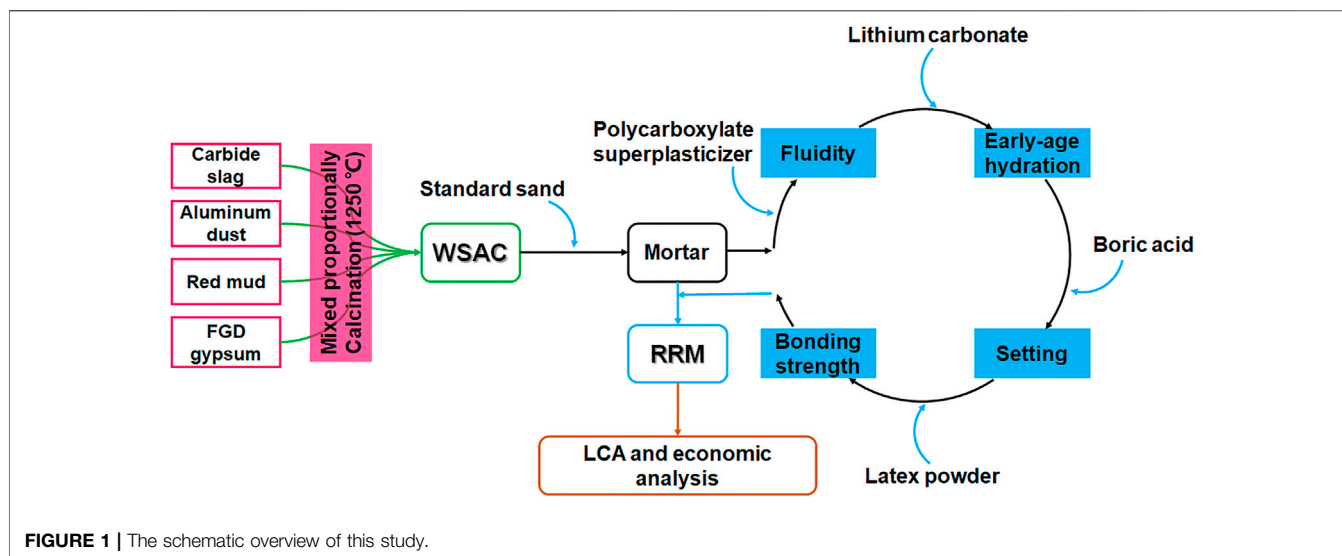 Carbide
slag
Aluminum
dust
Red mud
FGD
gypsum
Mixed proportionally
Calcination (1250 °C)
WSAC
Standard sand
Mortar
RRM
LCA and economic
analysis
Polycarboxylate
superplasticizer
Fluidity
Lithium carbonate
Early-age
hydration
Boric acid
Setting
Latex powder
Bonding
strength
FIGURE 1 | The schematic overview of this study.